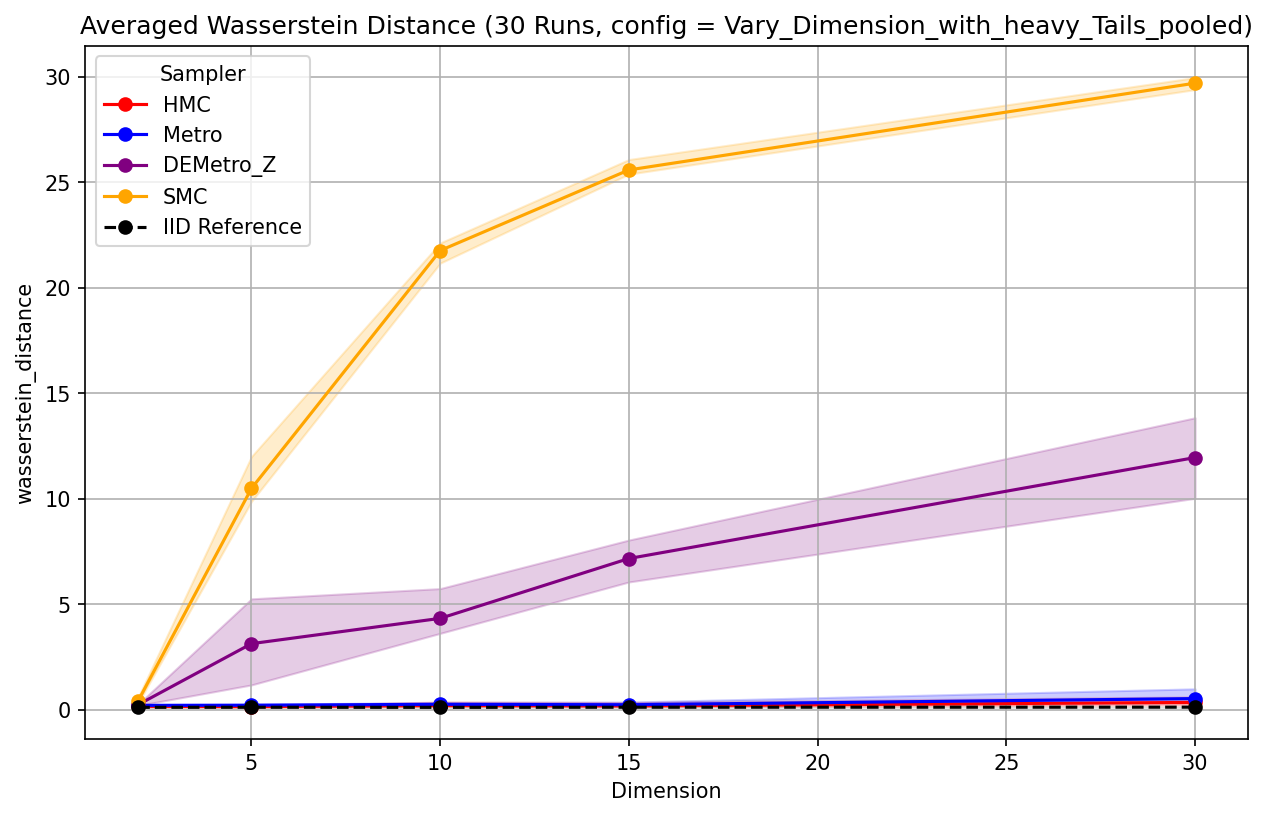 Averaged Wasserstein Distance (30 Runs, config = Vary_Dimension_with_heavy_Tails_pooled)
Sampler
HMC
Metro
DEMetro_Z
SMC
IID Reference
wasserstein_distance
30
25
20
15
10
5
0
5
10
15
20
25
30
Dimension